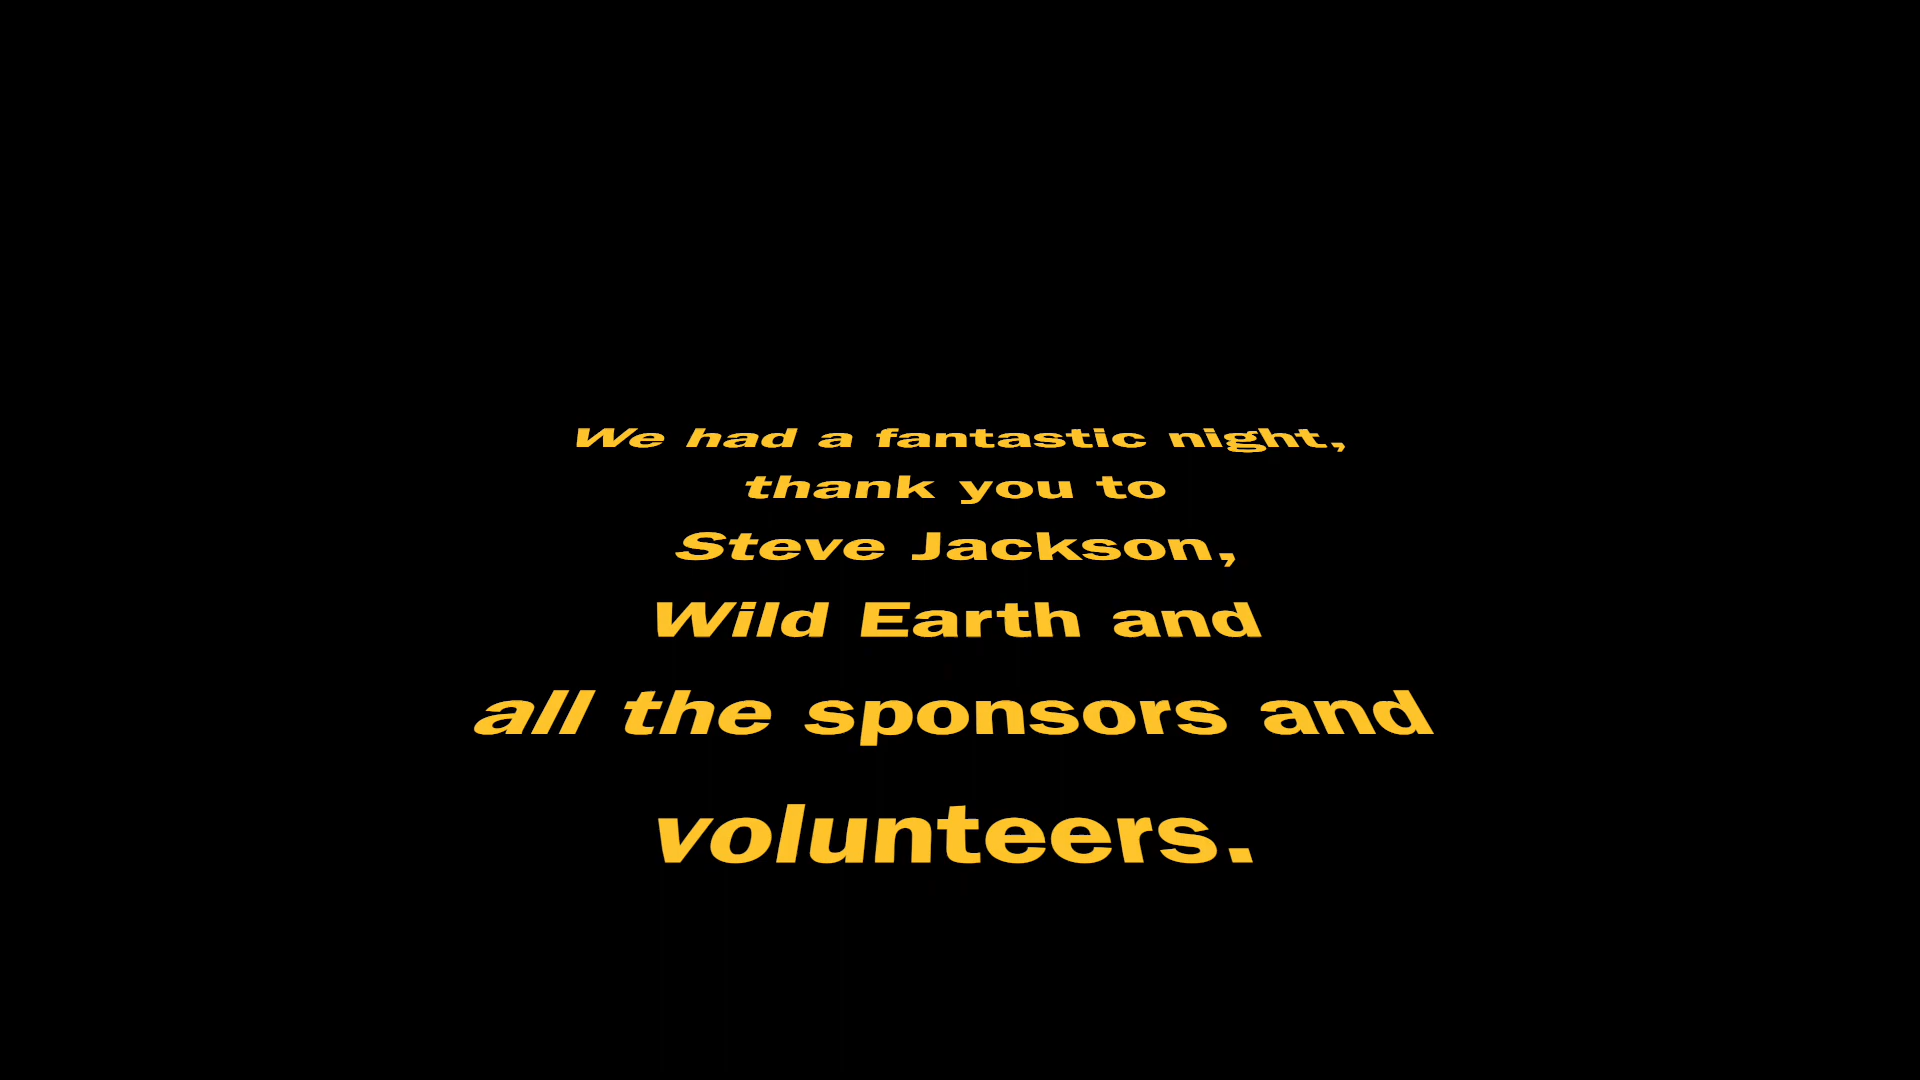 We had a fantastic night,
thank you to
Steve Jackson,
Wild Earth and
all the sponsors and
volunteers.